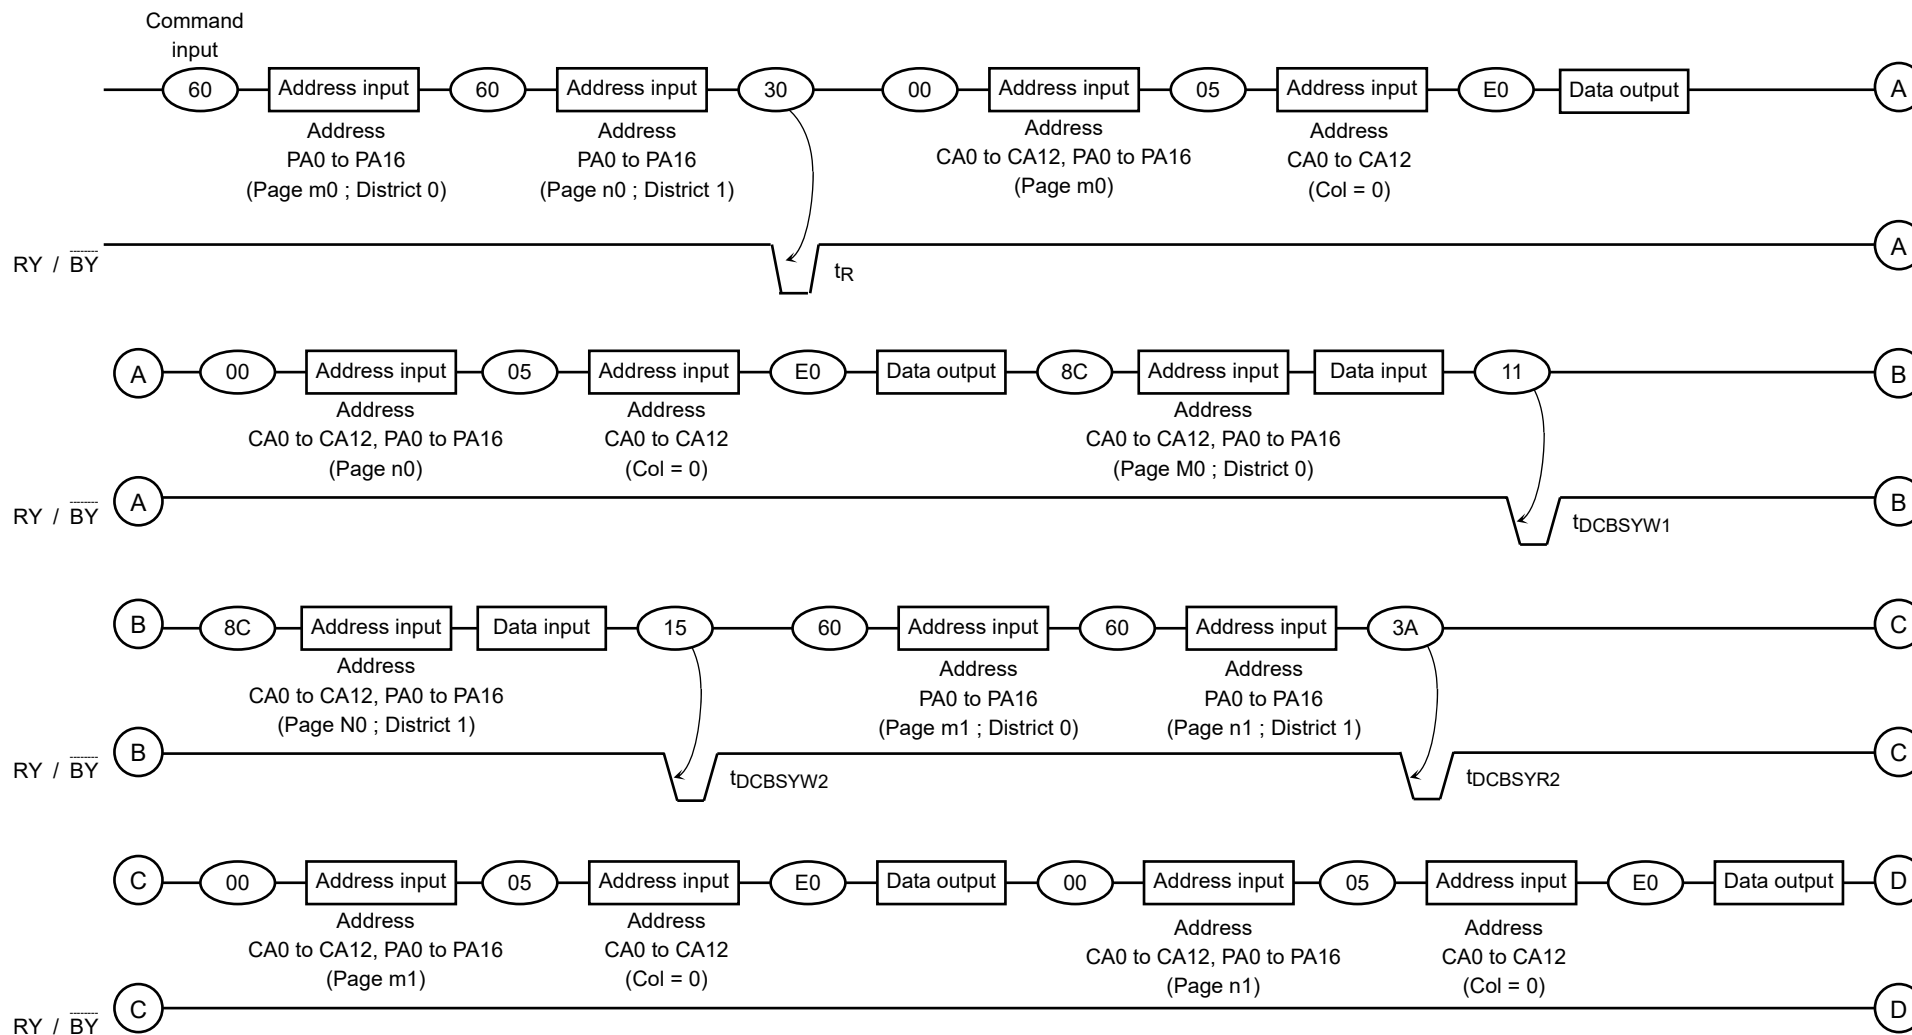 Command
input
60 Address input 60 Address input 30 00 Address input 05 Address input E0 Data output A
Address
PA0 to PA16
(Page m0 ; District 0)
Address
PA0 to PA16
(Page n0 ; District 1)
Address
CA0 to CA12, PA0 to PA16
(Page m0)
Address
CA0 to CA12
(Col = 0)
RY / BY tR A
A 00 Address input 05 Address input E0 Data output 8C Address input Data input 11 B
Address
CA0 to CA12, PA0 to PA16
(Page n0)
Address
CA0 to CA12
(Col = 0)
Address
CA0 to CA12, PA0 to PA16
(Page M0 ; District 0)
RY / BY A tDCBSYW1 B
B 8C Address input Data input 15 60 Address input 60 Address input 3A C
Address
CA0 to CA12, PA0 to PA16
(Page N0 ; District 1)
Address
PA0 to PA16
(Page m1 ; District 0)
Address
PA0 to PA16
(Page n1 ; District 1)
RY / BY B tDCBSYW2 tDCBSYR2 C
C 00 Address input 05 Address input E0 Data output 00 Address input 05 Address input E0 Data output D
Address
CA0 to CA12, PA0 to PA16
(Page m1)
Address
CA0 to CA12
(Col = 0)
Address
CA0 to CA12, PA0 to PA16
(Page n1)
Address
CA0 to CA12
(Col = 0)
RY / BY C D